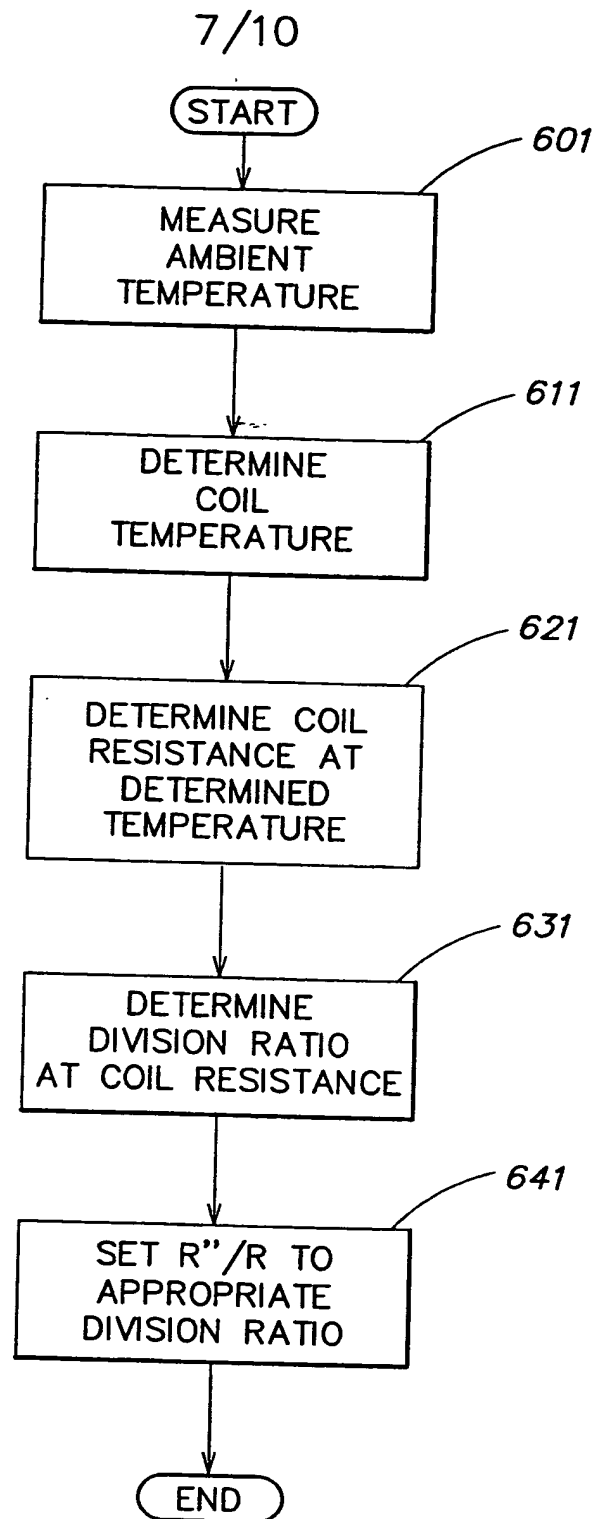 7/10
START
601
MEASURE
AMBIENT
TEMPERATURE
611
DETERMINE
COIL
TEMPERATURE
621
DETERMINE COIL
RESISTANCE AT
DETERMINED
TEMPERATURE
631
DETERMINE
DIVISION RATIO
AT COIL RESISTANCE
641
SET R"/R TO
APPROPRIATE
DIVISION RATIO
END